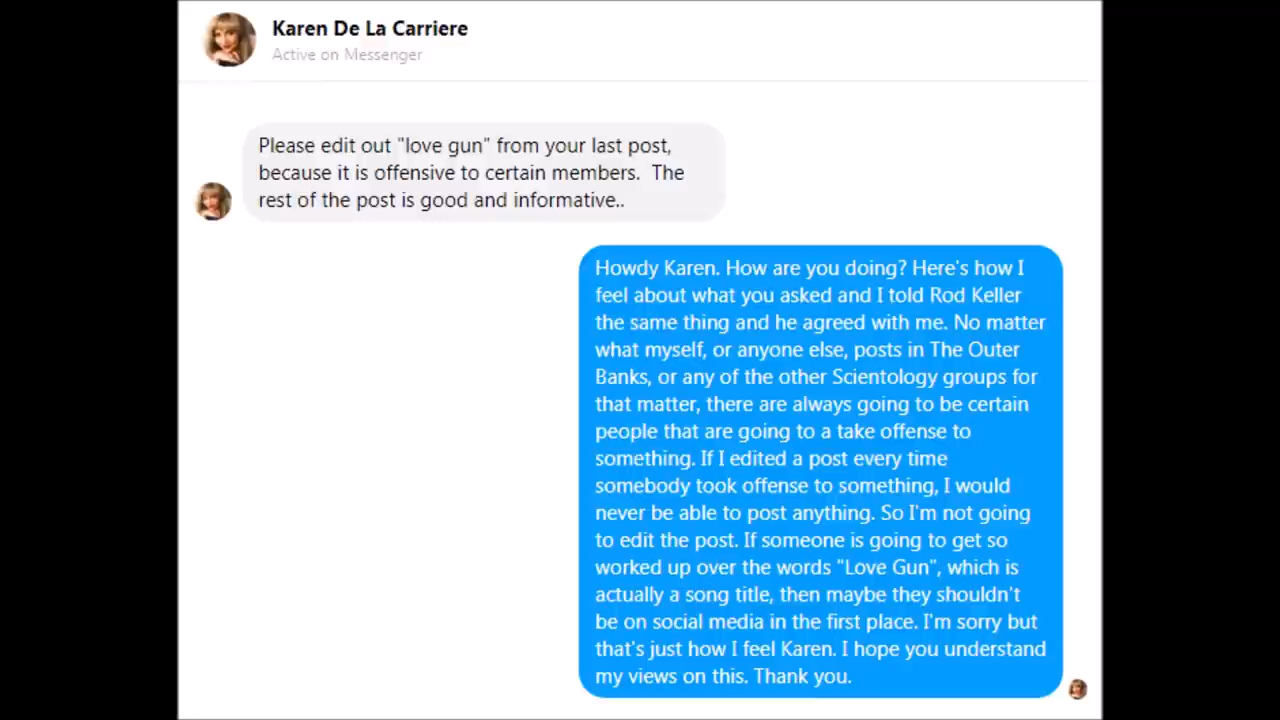 Karen De La Carriere
Active on Messenger
Please edit out "love gun" from your last post,
because it is offensive to certain members.  The
rest of the post is good and informative..
Howdy Karen. How are you doing? Here's how I
feel about what you asked and I told Rod Keller
the same thing and he agreed with me. No matter
what myself, or anyone else, posts in The Outer
Banks, or any of the other Scientology groups for
that matter, there are always going to be certain
people that are going to a take offense to
something. If I edited a post every time
somebody took offense to something, I would
never be able to post anything. So I'm not going
to edit the post. If someone is going to get so
worked up over the words "Love Gun", which is
actually a song title, then maybe they shouldn't
be on social media in the first place. I'm sorry but
that's just how I feel Karen. I hope you understand
my views on this. Thank you.